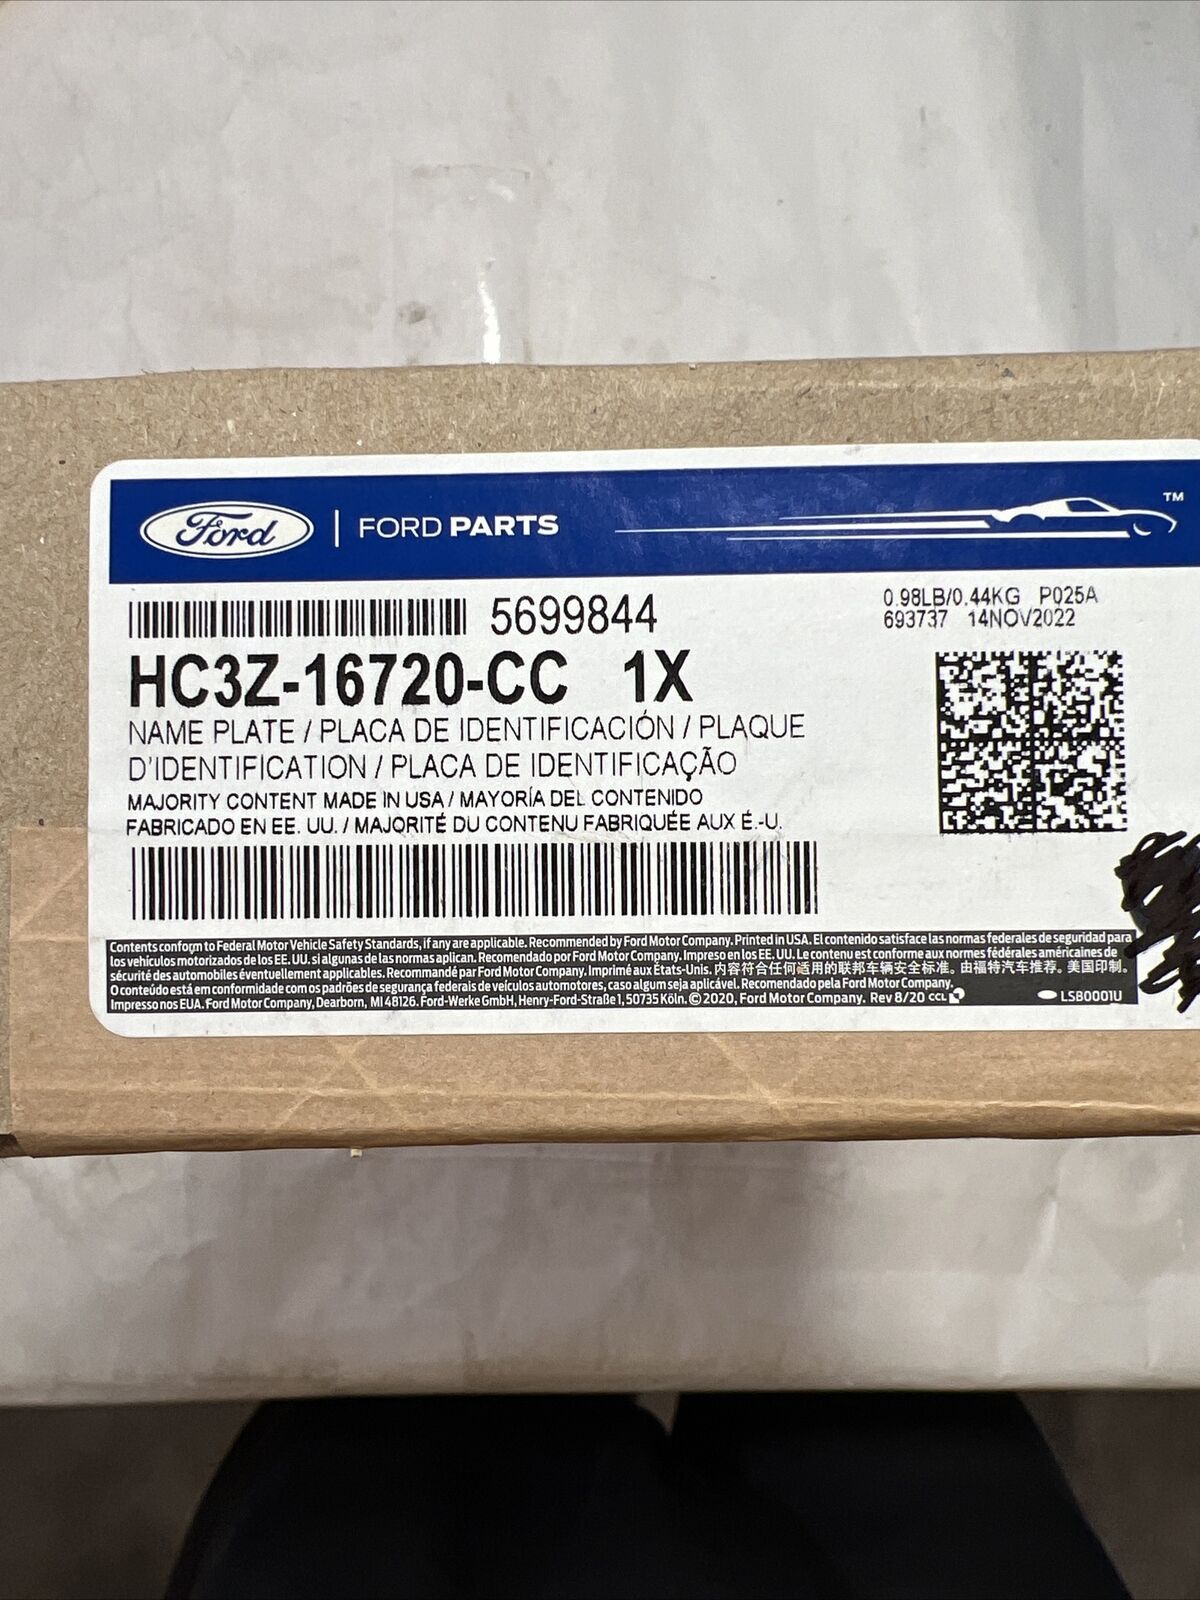 Ford | FORD PARTS ™
5699844
0.98LB/0.44KG P025A
693737 14NOV2022
HC3Z-16720-CC 1X
NAME PLATE / PLACA DE IDENTIFICACIÓN / PLAQUE
D'IDENTIFICATION / PLACA DE IDENTIFICAÇÃO
MAJORITY CONTENT MADE IN USA / MAYORÍA DEL CONTENIDO
FABRICADO EN EE. UU. / MAJORITÉ DU CONTENU FABRIQUÉE AUX É.-U.
Contents conform to Federal Motor Vehicle Safety Standards, if any are applicable. Recommended by Ford Motor Company. Printed in USA. El contenido satisface las normas federales de seguridad para
los vehículos motorizados de los EE. UU. si algunas de las normas aplican. Recomendado por Ford Motor Company. Impreso en los EE. UU. Le contenu est conforme aux normes fédérales américaines de
sécurité des automobiles éventuellement applicables. Recommandé par Ford Motor Company. Imprimé aux États-Unis. 内容符合任何适用的联邦车辆安全标准。由福特汽车推荐。美国印制。
O conteúdo está em conformidade com os padrões de segurança federais de veículos automotores, caso algum seja aplicável. Recomendado pela Ford Motor Company.
Impresso nos EUA. Ford Motor Company, Dearborn, MI 48126. Ford-Werke GmbH, Henry-Ford-Straße 1, 50735 Köln. © 2020, Ford Motor Company. Rev 8/20 CCL LSB0001U